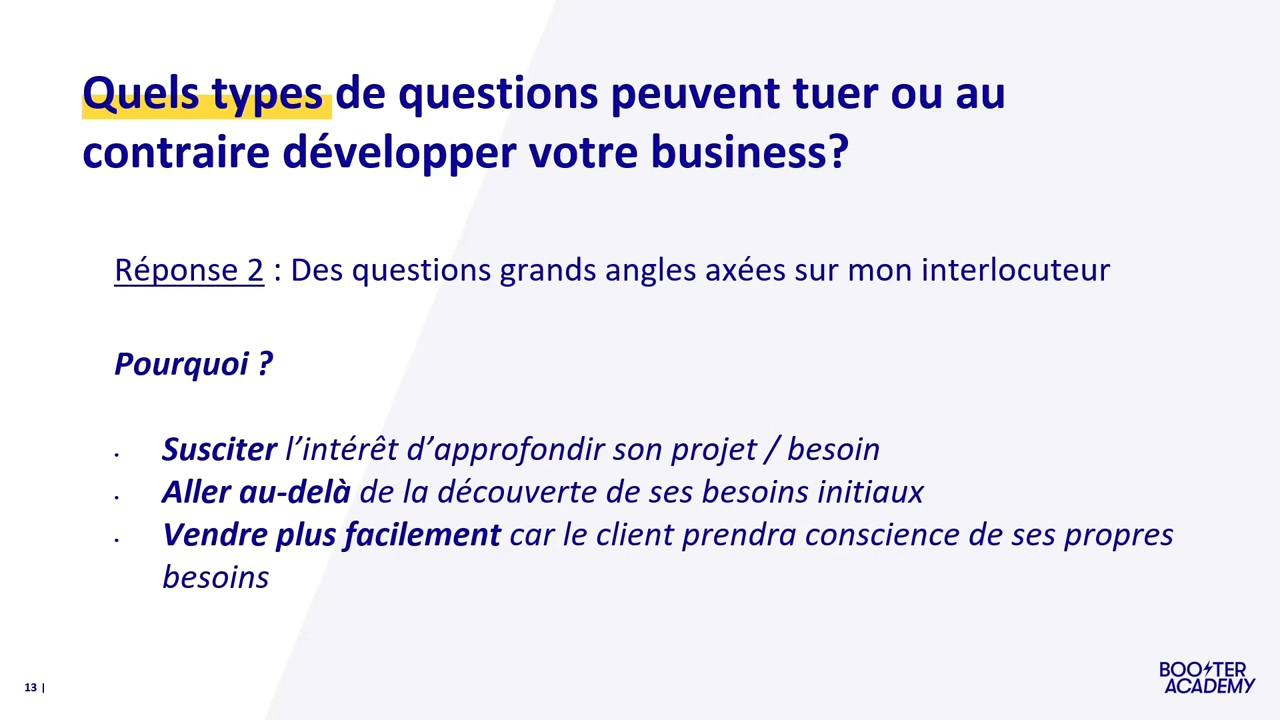 Quels types de questions peuvent tuer ou au
contraire développer votre business?
Réponse 2 : Des questions grands angles axées sur mon interlocuteur
Pourquoi ?
• Susciter l’intérêt d’approfondir son projet / besoin
• Aller au-delà de la découverte de ses besoins initiaux
• Vendre plus facilement car le client prendra conscience de ses propres
besoins
13 |
BOOSTER
ACADEMY